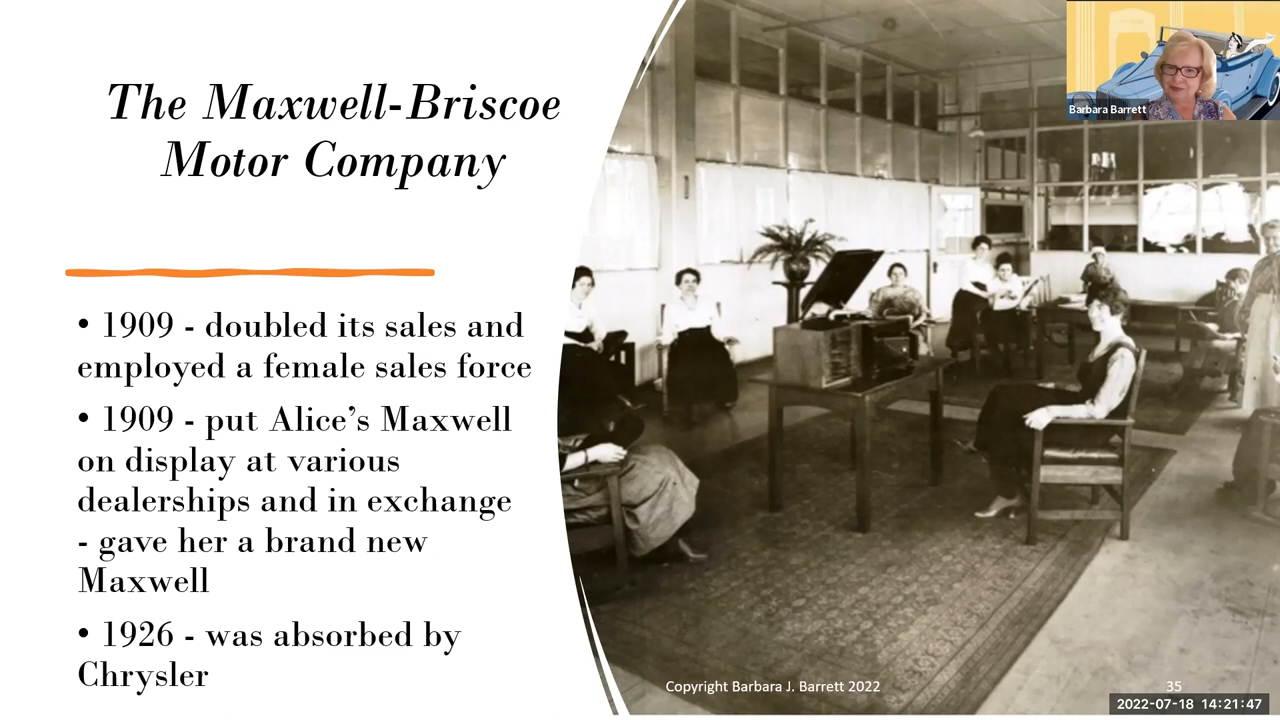 The Maxwell-Briscoe
Motor Company
• 1909 - doubled its sales and
employed a female sales force
• 1909 - put Alice’s Maxwell
on display at various
dealerships and in exchange
- gave her a brand new
Maxwell
• 1926 - was absorbed by
Chrysler
Barbara Barrett
Copyright Barbara J. Barrett 2022
35
2022-07-18 14:21:47